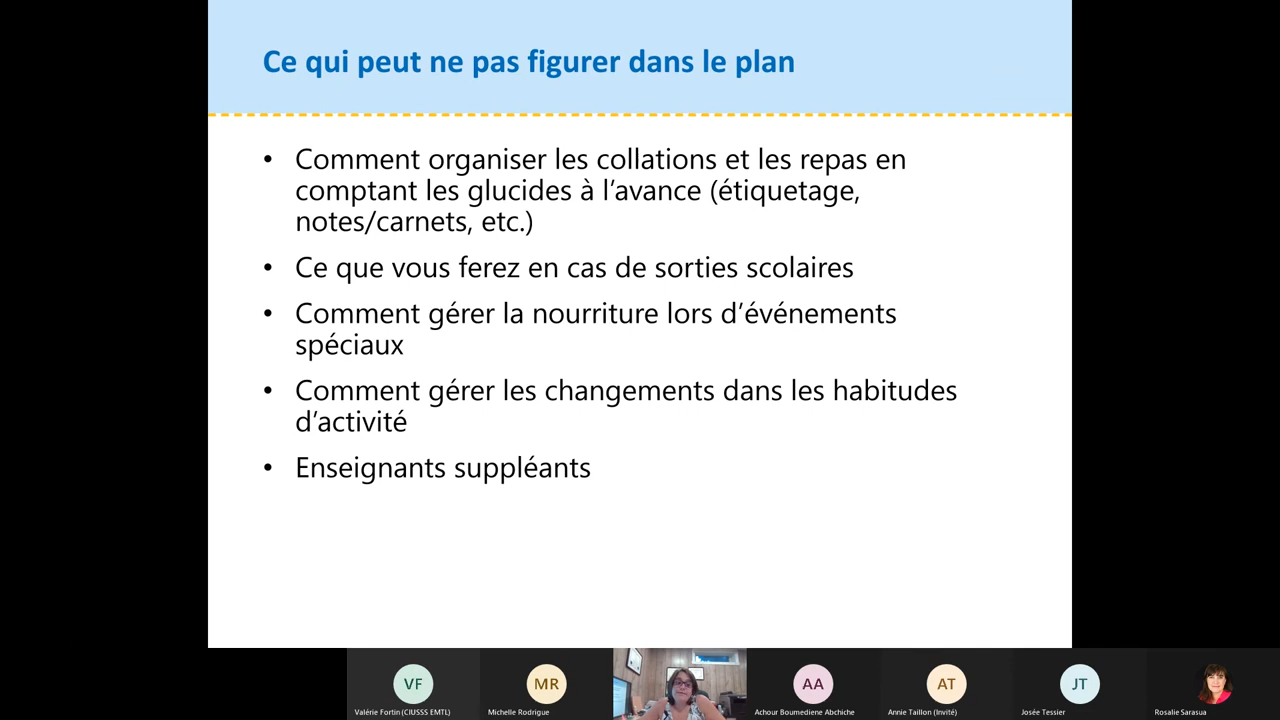 Ce qui peut ne pas figurer dans le plan
• Comment organiser les collations et les repas en
comptant les glucides à l’avance (étiquetage,
notes/carnets, etc.)
• Ce que vous ferez en cas de sorties scolaires
• Comment gérer la nourriture lors d’événements
spéciaux
• Comment gérer les changements dans les habitudes
d’activité
• Enseignants suppléants
VF
MR
AA
AT
JT
Valérie Fortin (CIUSSS EMTL)
Michelle Rodrigue
Achour Boumediene Abchiche
Annie Taillon (Invité)
Josée Tessier
Rosalie Sarasua